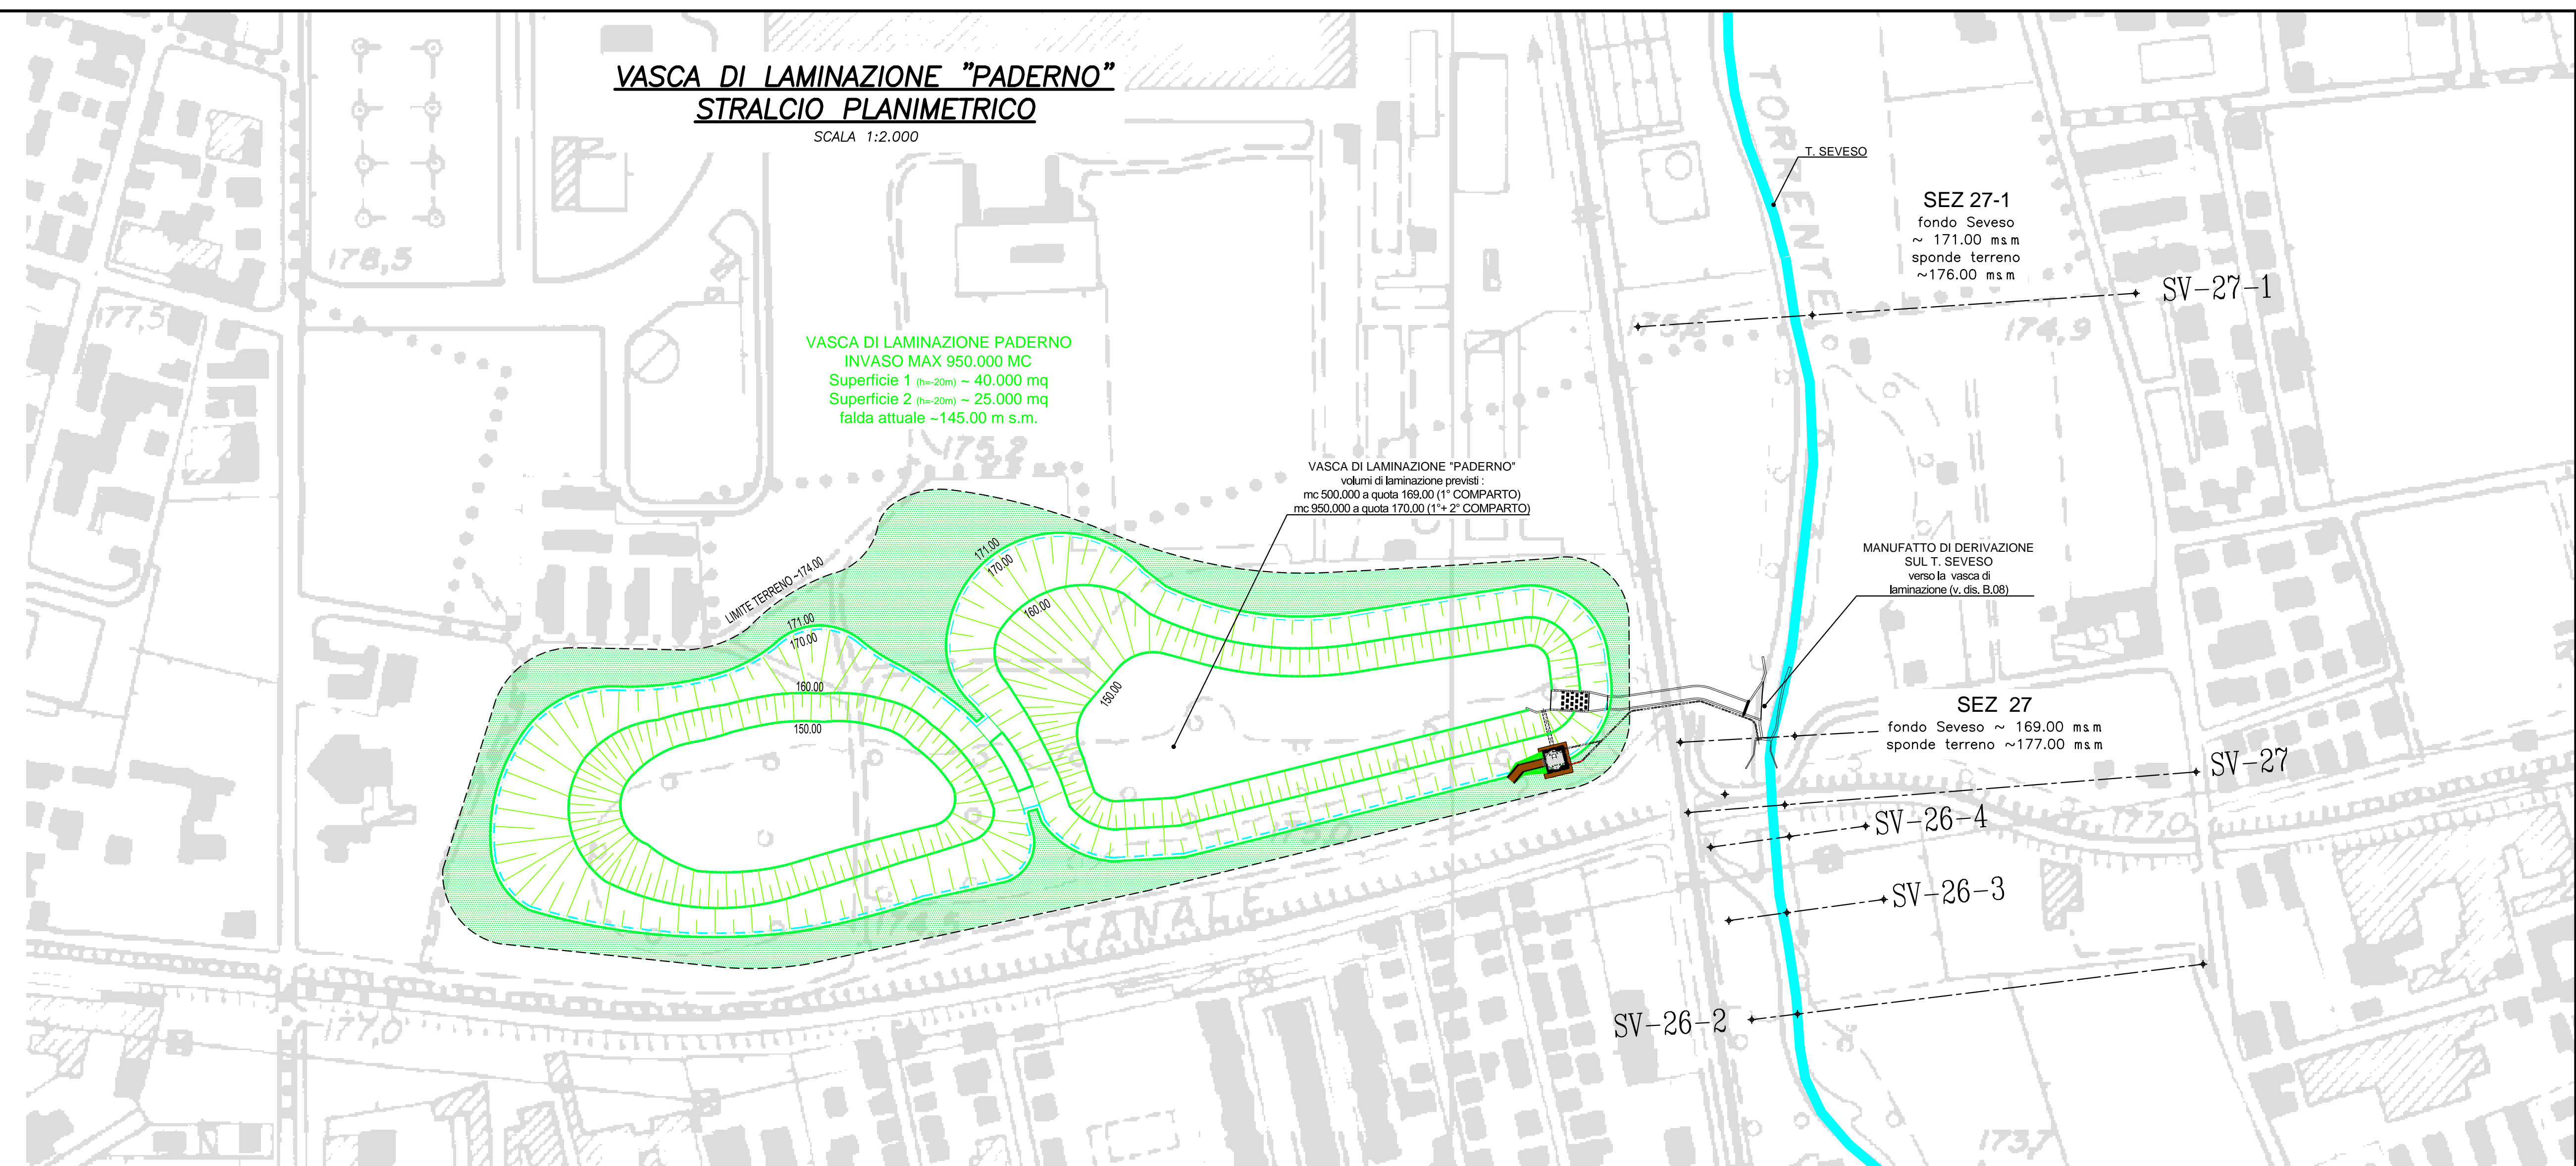 VASCA DI LAMINAZIONE "PADERNO"
STRALCIO PLANIMETRICO
SCALA 1:2.000
T. SEVESO
TORRENTE
SEZ 27-1
fondo Seveso
~ 171.00 msm
sponde terreno
~176.00 msm
SV-27-1
178,5
177,5
174,9
VASCA DI LAMINAZIONE PADERNO
INVASO MAX 950.000 MC
Superficie 1 (h=-20m) ~ 40.000 mq
Superficie 2 (h=-20m) ~ 25.000 mq
falda attuale ~145.00 m s.m.
175,2
VASCA DI LAMINAZIONE "PADERNO"
volumi di laminazione previsti :
mc 500.000 a quota 169.00 (1° COMPARTO)
mc 950.000 a quota 170.00 (1°+ 2° COMPARTO)
MANUFATTO DI DERIVAZIONE
SUL T. SEVESO
verso la vasca di
laminazione (v. dis. B.08)
LIMITE TERRENO ~174.00
171.00
170.00
160.00
150.00
171.00
170.00
160.00
150.00
SEZ 27
fondo Seveso ~ 169.00 msm
sponde terreno ~177.00 msm
SV-27
SV-26-4
177,0
SV-26-3
174,5
CANALE
SV-26-2
177,0
173,7